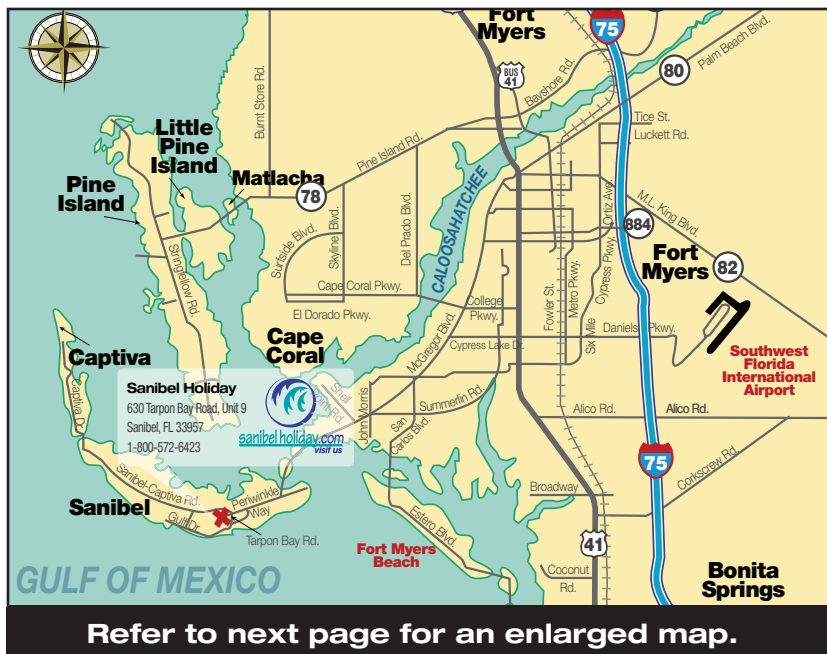 Fort
Myers
75
BUS
41
80
Palm Beach Blvd.
Bayshore Rd.
Burnt Store Rd.
Tice St.
Luckett Rd.
Little
Pine
Island
Pine Island Rd.
Matlacha
Pine
Island
78
CALOOSAHATCHEE
Ortiz Ave.
M.L. King Blvd.
884
Fort
Myers
82
Surfside Blvd.
Skyline Blvd.
Del Prado Blvd.
Stringfellow Rd.
Cape Coral Pkwy.
El Dorado Pkwy.
College
Pkwy.
Fowler St.
Metro Pkwy.
Six Mile Cypress Pkwy.
Daniels Pkwy.
McGregor Blvd.
Cypress Lake Dr.
Cape
Coral
Captiva
Southwest
Florida
International
Airport
Sanibel Holiday
630 Tarpon Bay Road, Unit 9
Sanibel, FL 33957
1-800-572-6423
sanibelholiday.com
visit us
Shell
Point Rd.
John Morris
Summerlin Rd.
San
Carlos Blvd.
Alico Rd.
Alico Rd.
Captiva Dr.
75
Corkscrew Rd.
Sanibel-Captiva Rd.
Periwinkle
Way
Sanibel
Gulf Dr.
Tarpon Bay Rd.
Broadway
Estero Blvd.
Fort Myers
Beach
41
Coconut
Rd.
Bonita
Springs
GULF OF MEXICO
Refer to next page for an enlarged map.